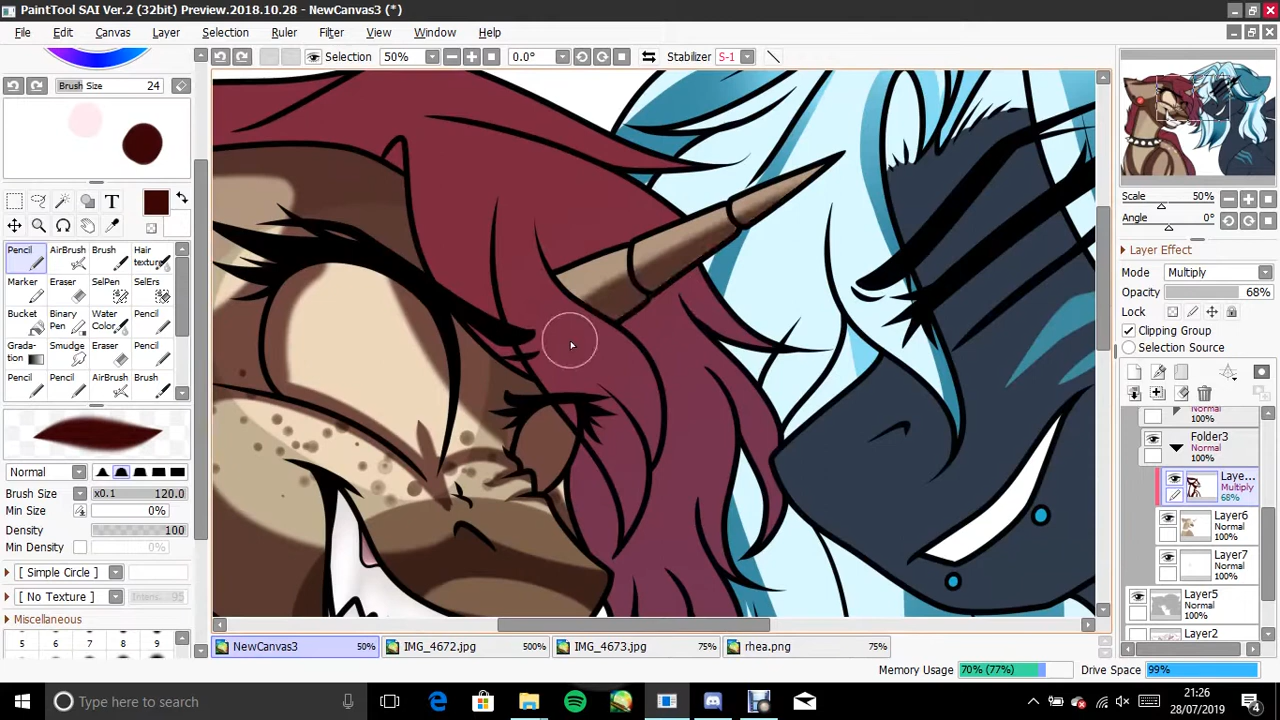 PaintTool SAI Ver.2 (32bit) Preview.2018.10.28 - NewCanvas3 (*)
File Edit Canvas Layer Selection Ruler Filter View Window Help
Selection 50% 0.0° Stabilizer S-1
Brush Size 24
T
Pencil AirBrush Brush Hair texture
Marker Eraser SelPen SelErs
Bucket Binary Pen Water Color Pencil
Grada-tion Smudge Eraser Pencil
Pencil Pencil AirBrush Brush
Normal
Brush Size x0.1 120.0
Min Size 0%
Density 100
Min Density 0%
[ Simple Circle ]
[ No Texture ] 95
Miscellaneous
5 6 7 8 9
Scale 50%
Angle 0°
Layer Effect
Mode Multiply
Opacity 68%
Lock
Clipping Group
Selection Source
Normal
Folder3
Normal
100%
Laye...
Multiply
68%
Layer6
Normal
100%
Layer7
Normal
100%
Layer5
Normal
100%
Layer2
NewCanvas3 50% IMG_4672.jpg 500% IMG_4673.jpg 75% rhea.png 75%
Memory Usage 70% (77%) Drive Space 99%
Type here to search
21:26
28/07/2019
4